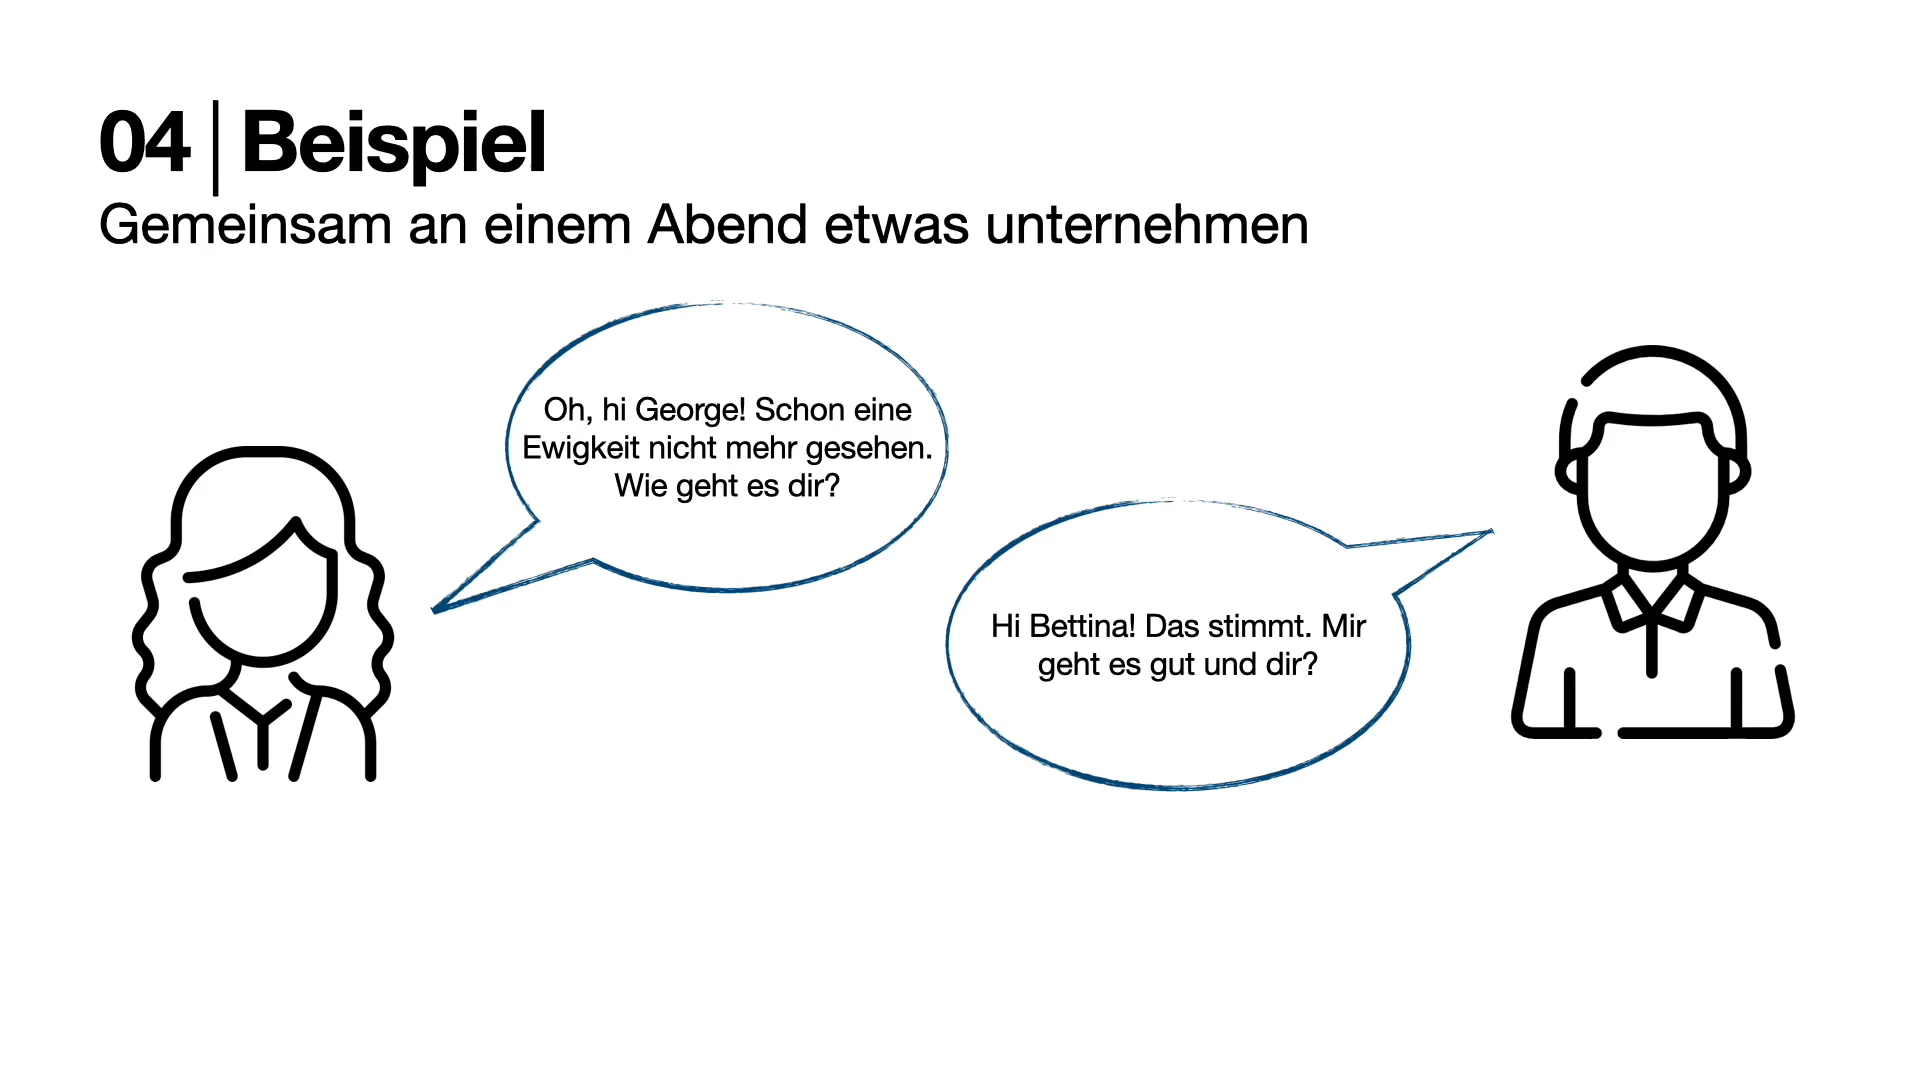 04 | Beispiel
Gemeinsam an einem Abend etwas unternehmen
Oh, hi George! Schon eine
Ewigkeit nicht mehr gesehen.
Wie geht es dir?
Hi Bettina! Das stimmt. Mir
geht es gut und dir?